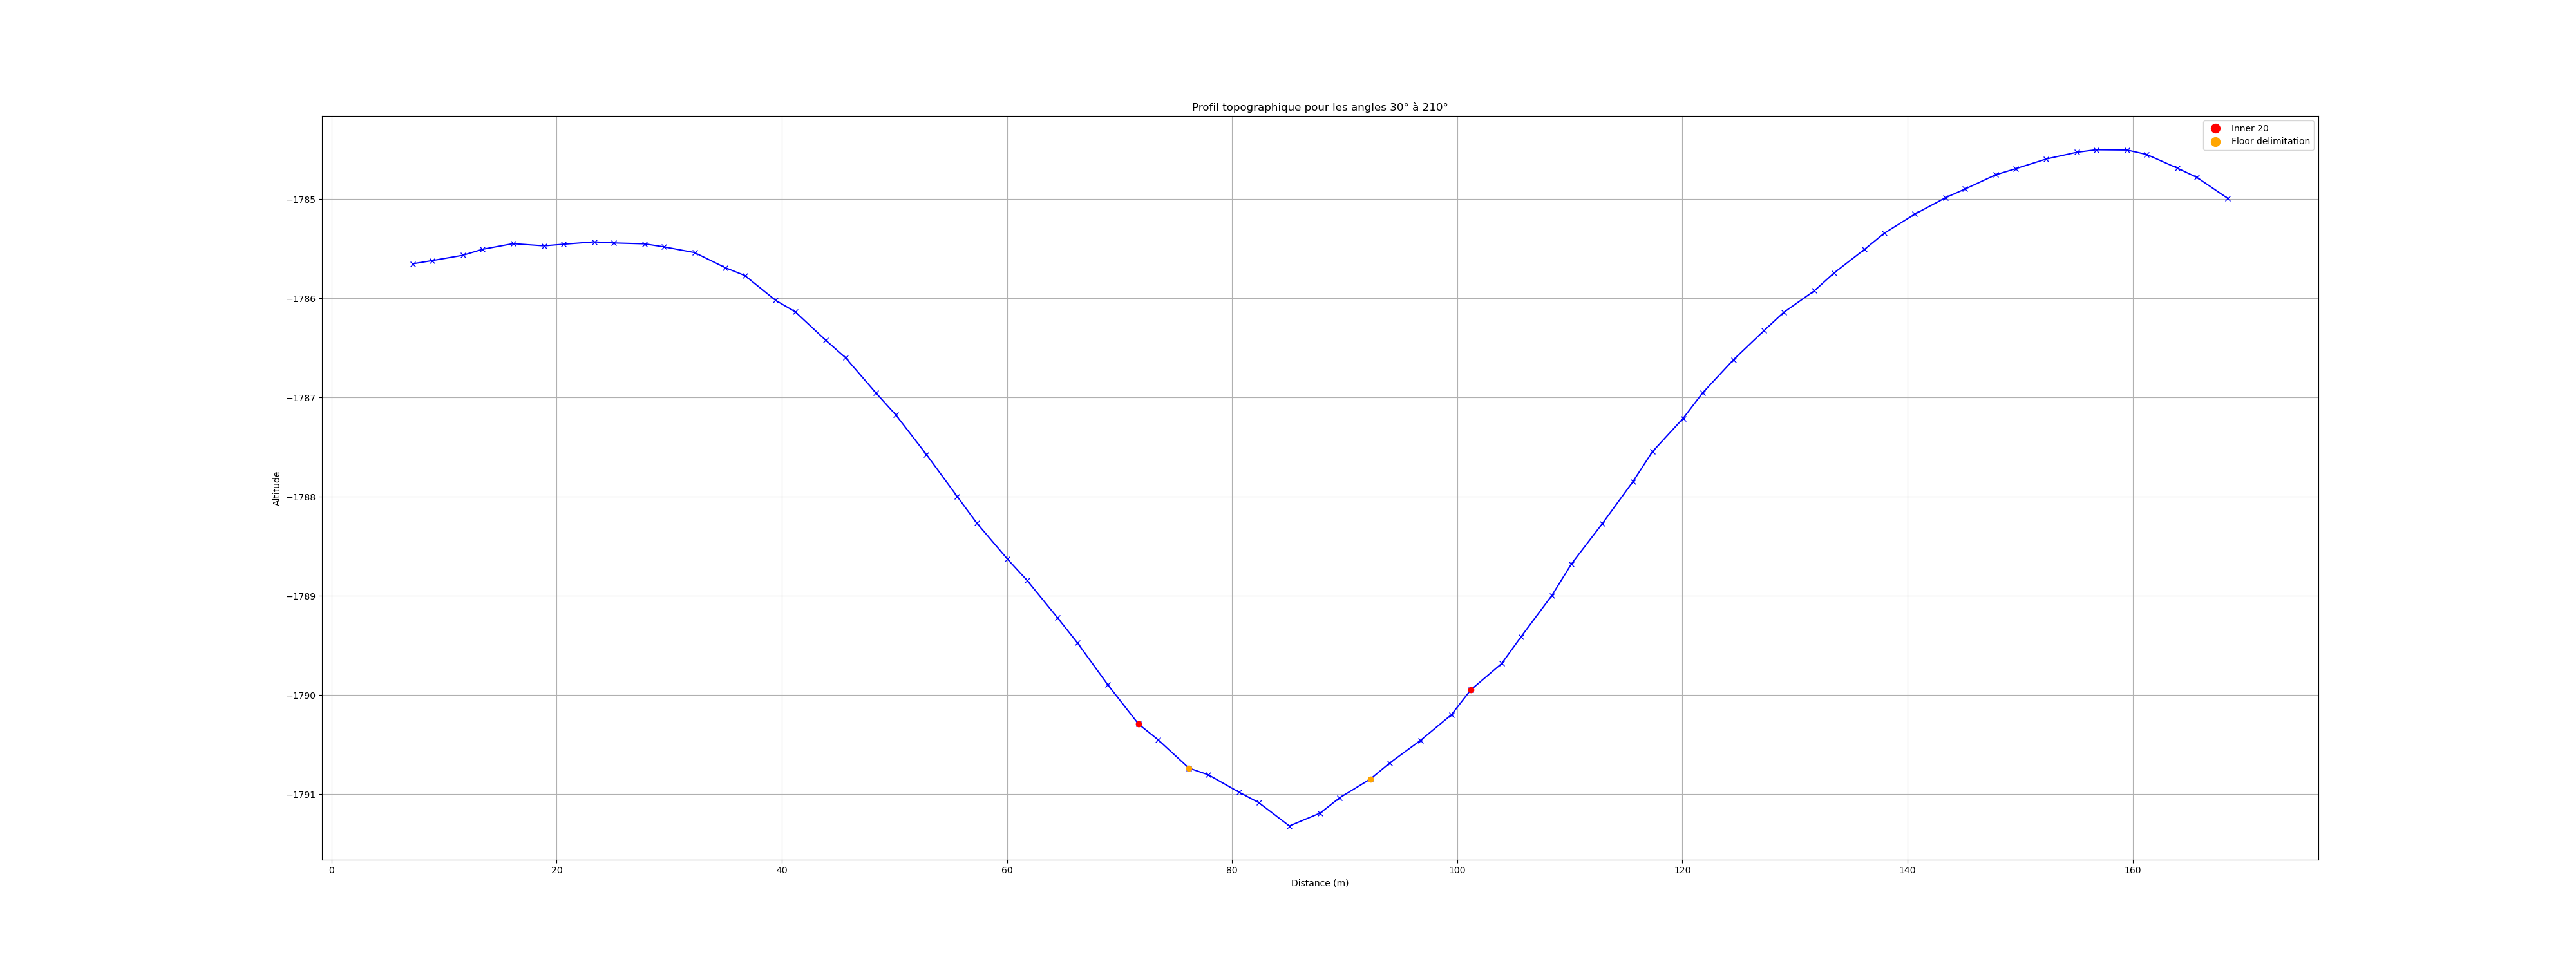 Profil topographique pour les angles 30° à 210°
Inner 20
Floor delimitation
−1785
−1786
−1787
−1788
−1789
−1790
−1791
Altitude
0 20 40 60 80 100 120 140 160
Distance (m)